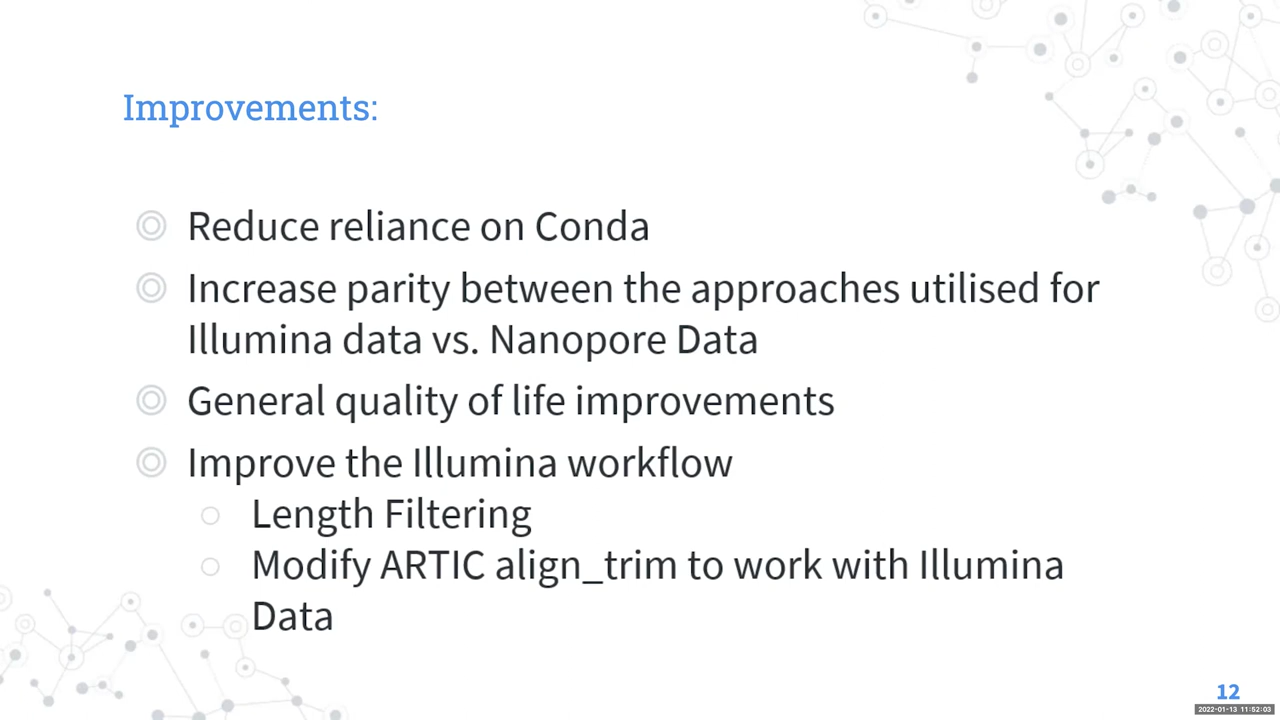 Improvements:
Reduce reliance on Conda
Increase parity between the approaches utilised for
Illumina data vs. Nanopore Data
General quality of life improvements
Improve the Illumina workflow
Length Filtering
Modify ARTIC align_trim to work with Illumina
Data
12
2022-01-13 11:52:03